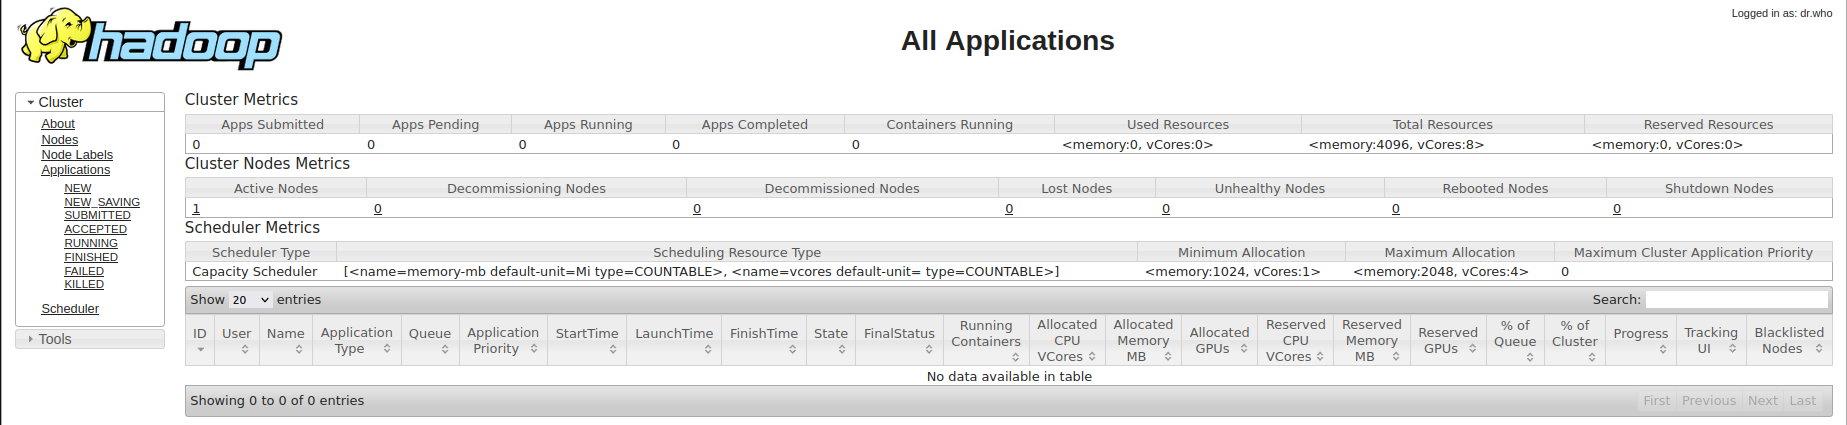 Logged in as: dr.who
hadoop
All Applications
Cluster
About
Nodes
Node Labels
Applications
NEW
NEW_SAVING
SUBMITTED
ACCEPTED
RUNNING
FINISHED
FAILED
KILLED
Scheduler
Tools
Cluster Metrics
Apps Submitted Apps Pending Apps Running Apps Completed Containers Running Used Resources Total Resources Reserved Resources
0 0 0 0 0 <memory:0, vCores:0> <memory:4096, vCores:8> <memory:0, vCores:0>
Cluster Nodes Metrics
Active Nodes Decommissioning Nodes Decommissioned Nodes Lost Nodes Unhealthy Nodes Rebooted Nodes Shutdown Nodes
1 0 0 0 0 0 0
Scheduler Metrics
Scheduler Type Scheduling Resource Type Minimum Allocation Maximum Allocation Maximum Cluster Application Priority
Capacity Scheduler [<name=memory-mb default-unit=Mi type=COUNTABLE>, <name=vcores default-unit= type=COUNTABLE>] <memory:1024, vCores:1> <memory:2048, vCores:4> 0
Show 20 entries Search:
ID User Name Application Type Queue Application Priority StartTime LaunchTime FinishTime State FinalStatus Running Containers Allocated CPU VCores Allocated Memory MB Allocated GPUs Reserved CPU VCores Reserved Memory MB Reserved GPUs % of Queue % of Cluster Progress Tracking UI Blacklisted Nodes
No data available in table
Showing 0 to 0 of 0 entries First Previous Next Last